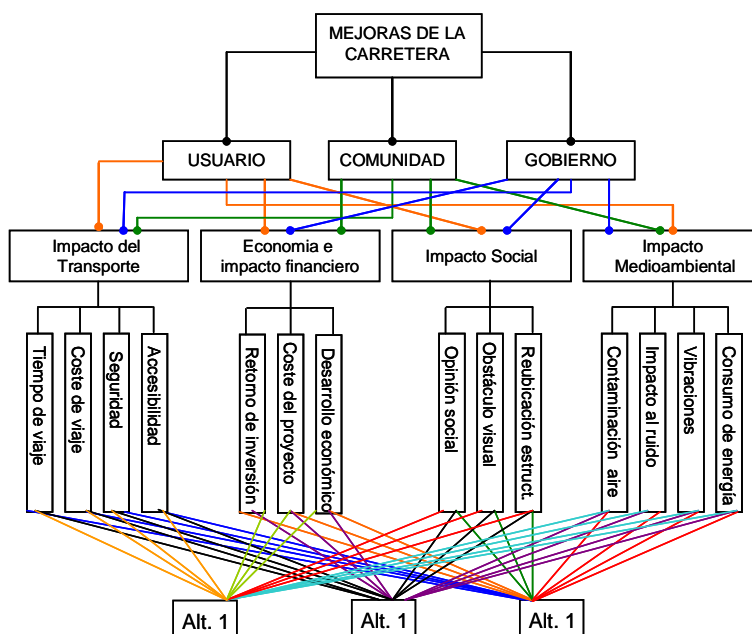 MEJORAS DE LA
CARRETERA
USUARIO
COMUNIDAD
GOBIERNO
Impacto del
Transporte
Economia e
impacto financiero
Impacto Social
Impacto
Medioambiental
Tiempo de viaje
Coste de viaje
Seguridad
Accesibilidad
Retorno de inversión
Coste del proyecto
Desarrollo económico
Opinión social
Obstáculo visual
Reubicación estruct.
Contaminación aire
Impacto al ruido
Vibraciones
Consumo de energía
Alt. 1
Alt. 1
Alt. 1